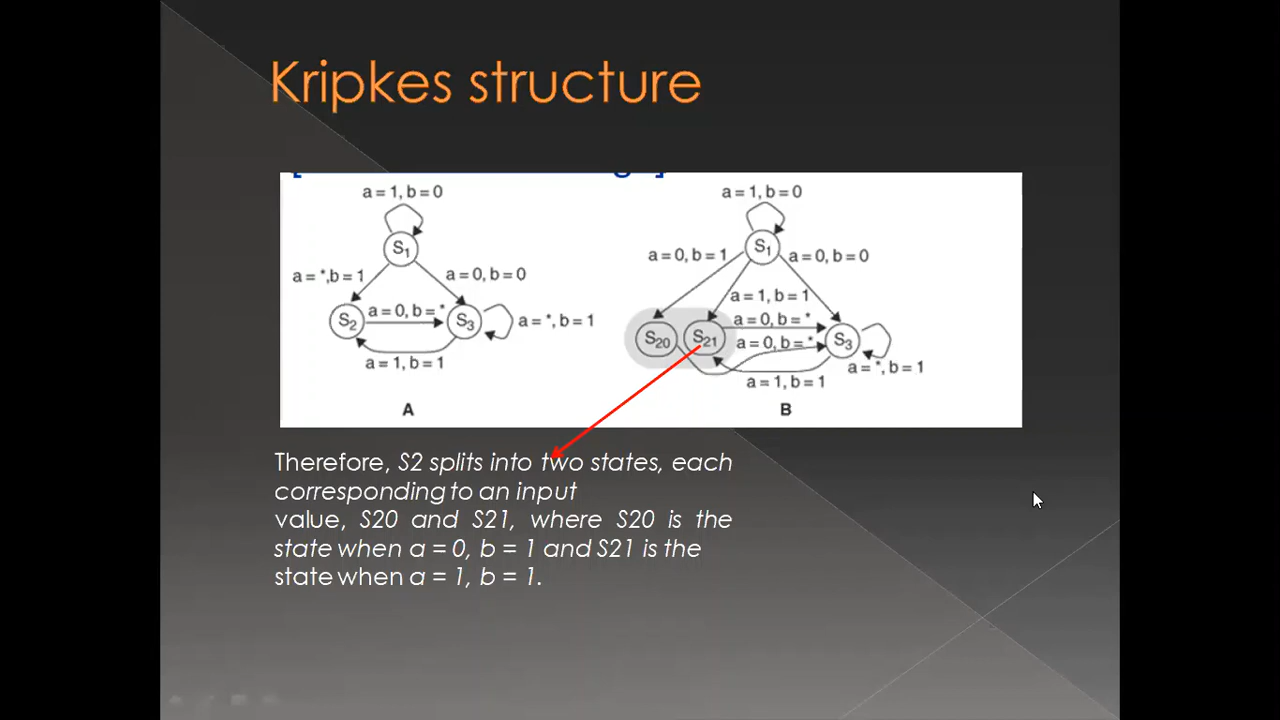 Kripkes structure
a = 1, b = 0
S1
a = *,b = 1
a = 0, b = 0
S2
a = 0, b = *
S3
a = *, b = 1
a = 1, b = 1
A
a = 1, b = 0
S1
a = 0, b = 1
a = 0, b = 0
a = 1, b = 1
a = 0, b = *
S20
S21
a = 0, b = *
S3
a = *, b = 1
a = 1, b = 1
B
Therefore, S2 splits into two states, each
corresponding to an input
value, S20 and S21, where S20 is the
state when a = 0, b = 1 and S21 is the
state when a = 1, b = 1.